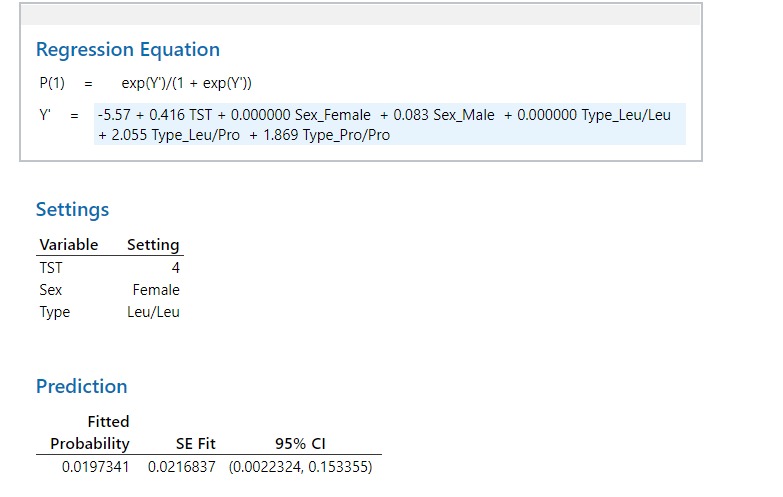 Regression Equation
P(1) = exp(Y')/(1 + exp(Y'))
Y' = -5.57 + 0.416 TST + 0.000000 Sex_Female + 0.083 Sex_Male + 0.000000 Type_Leu/Leu
+ 2.055 Type_Leu/Pro + 1.869 Type_Pro/Pro
Settings
Variable Setting
TST 4
Sex Female
Type Leu/Leu
Prediction
Fitted
Probability SE Fit 95% CI
0.0197341 0.0216837 (0.0022324, 0.153355)